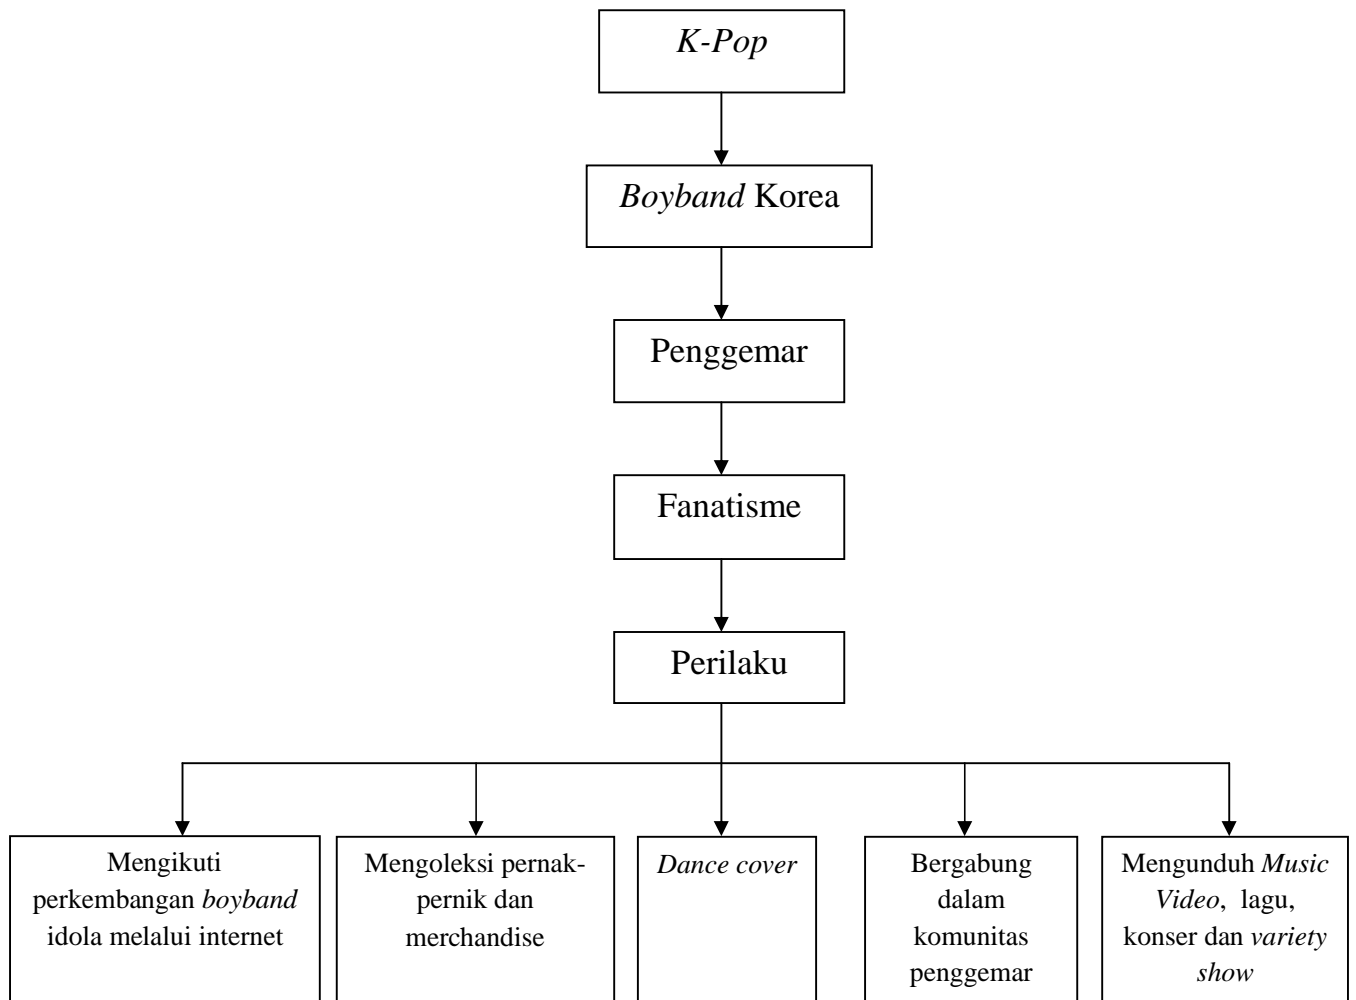 K-Pop
Boyband Korea
Penggemar
Fanatisme
Perilaku
Mengikuti
perkembangan boyband
idola melalui internet
Mengoleksi pernak-
pernik dan
merchandise
Dance cover
Bergabung
dalam
komunitas
penggemar
Mengunduh Music
Video, lagu,
konser dan variety
show